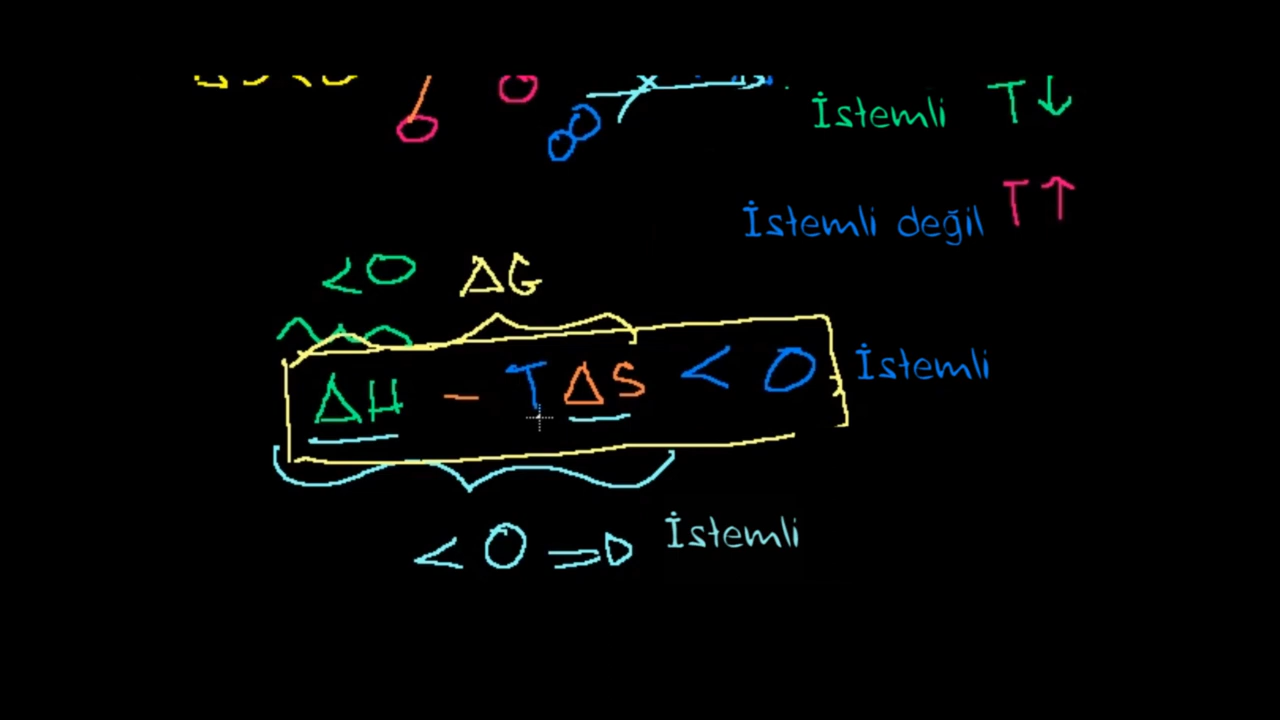 İstemli T↓
İstemli değil T↑
<0 ΔG
ΔH - TΔS < 0 İstemli
< 0 ⇒ İstemli